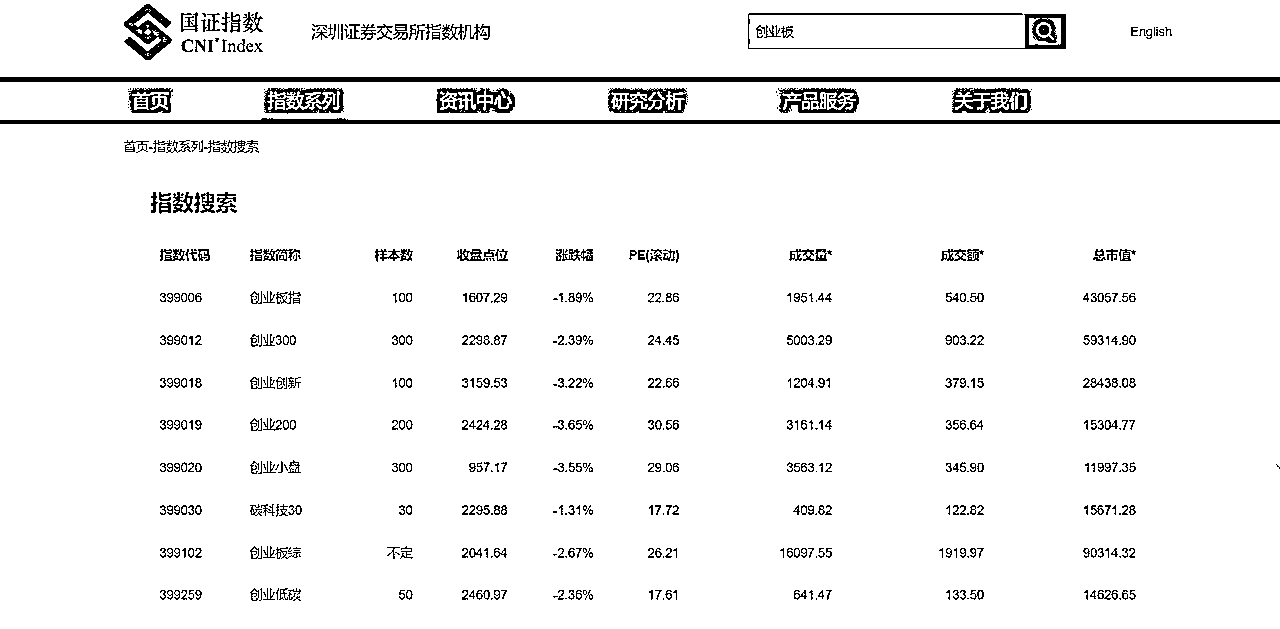 国证指数
CNI Index
深圳证券交易所指数机构
创业板
English
首页 指数系列 资讯中心 研究分析 产品服务 关于我们
首页-指数系列-指数搜索
指数搜索
指数代码 指数简称 样本数 收盘点位 涨跌幅 PE(滚动) 成交量* 成交额* 总市值*
399006 创业板指 100 1607.29 -1.89% 22.86 1951.44 540.50 43057.56
399012 创业300 300 2298.87 -2.39% 24.45 5003.29 903.22 59314.90
399018 创业创新 100 3159.53 -3.22% 22.66 1204.91 379.15 28438.08
399019 创业200 200 2424.28 -3.65% 30.56 3161.14 356.64 15304.77
399020 创业小盘 300 957.17 -3.55% 29.06 3563.12 345.90 11997.35
399030 碳科技30 30 2295.88 -1.31% 17.72 409.82 122.82 15671.28
399102 创业板综 不定 2041.64 -2.67% 26.21 16097.55 1919.97 90314.32
399259 创业低碳 50 2460.97 -2.36% 17.61 641.47 133.50 14626.65